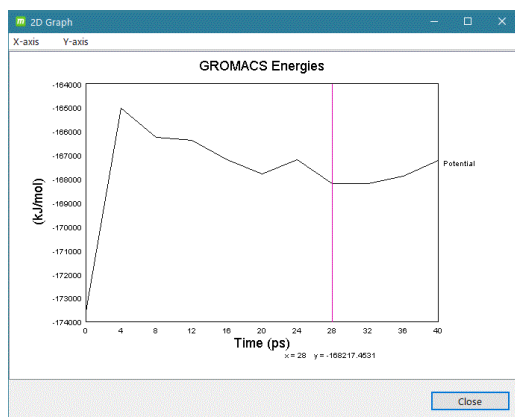 2D Graph
X-axis Y-axis
GROMACS Energies
-164000
-165000
-166000
-167000
-168000
-169000
-170000
-171000
-172000
-173000
-174000
(kJ/mol)
Potential
0 4 8 12 16 20 24 28 32 36 40
Time (ps)
x = 28 y = -168217.4531
Close